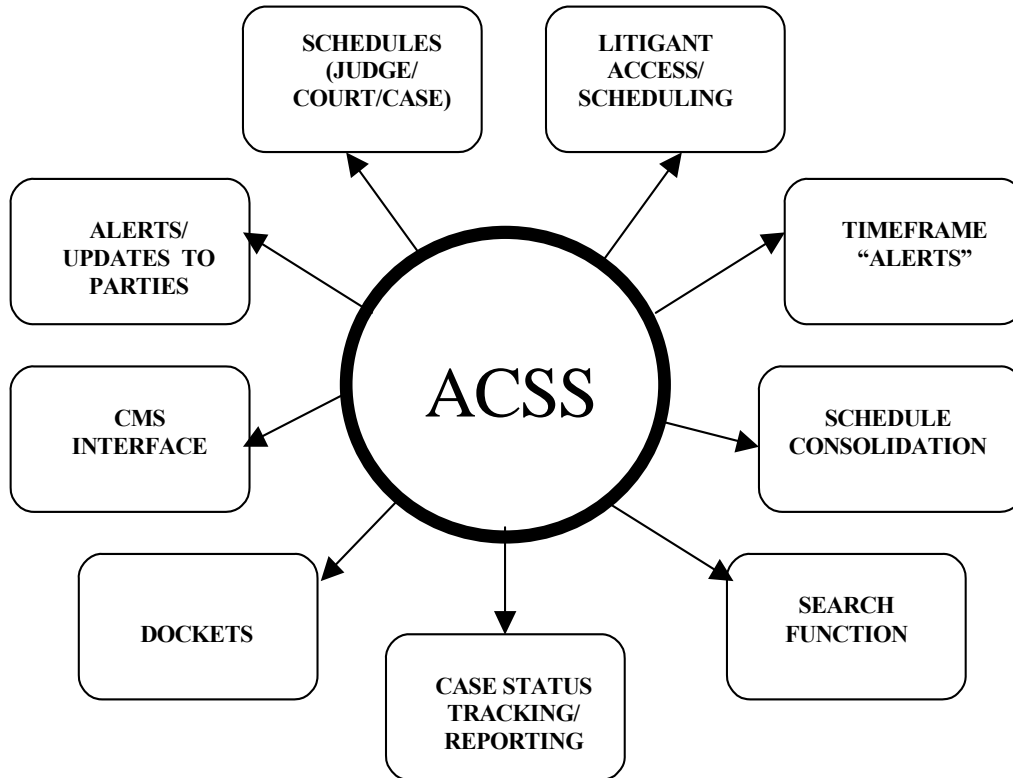 SCHEDULES
(JUDGE/
COURT/CASE)
LITIGANT
ACCESS/
SCHEDULING
ALERTS/
UPDATES TO
PARTIES
TIMEFRAME
“ALERTS”
ACSS
CMS
INTERFACE
SCHEDULE
CONSOLIDATION
DOCKETS
SEARCH
FUNCTION
CASE STATUS
TRACKING/
REPORTING